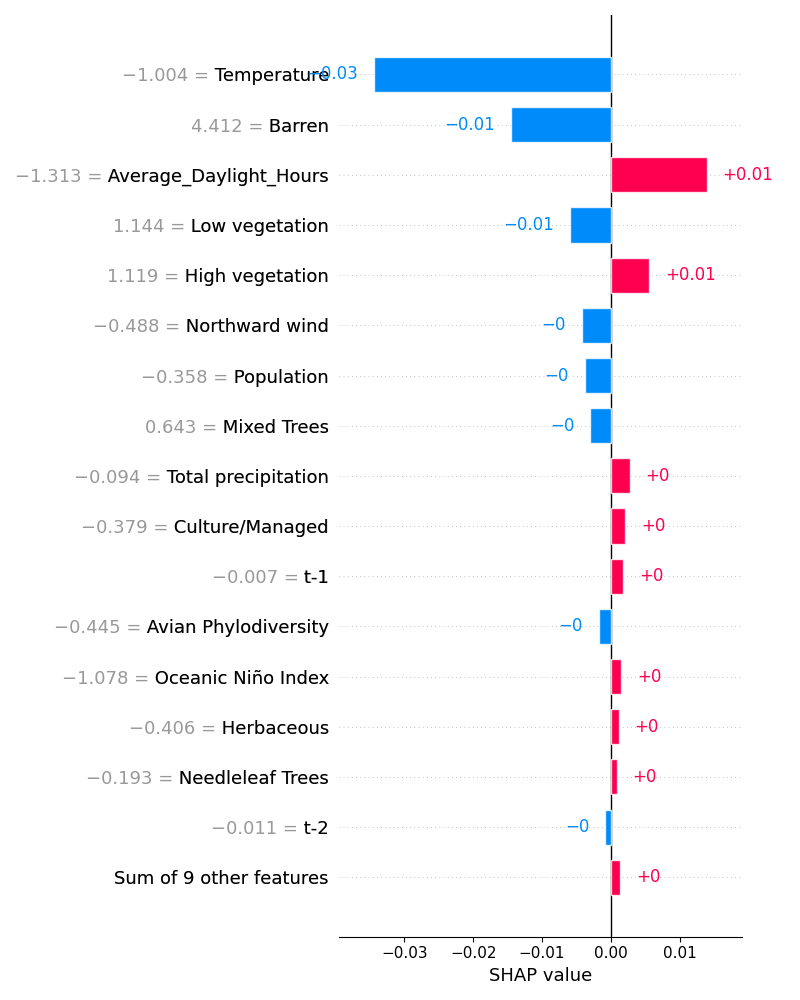 −1.004 = Temperature −0.03
4.412 = Barren −0.01
−1.313 = Average_Daylight_Hours +0.01
1.144 = Low vegetation −0.01
1.119 = High vegetation +0.01
−0.488 = Northward wind −0
−0.358 = Population −0
0.643 = Mixed Trees −0
−0.094 = Total precipitation +0
−0.379 = Culture/Managed +0
−0.007 = t-1 +0
−0.445 = Avian Phylodiversity −0
−1.078 = Oceanic Niño Index +0
−0.406 = Herbaceous +0
−0.193 = Needleleaf Trees +0
−0.011 = t-2 −0
Sum of 9 other features +0
−0.03 −0.02 −0.01 0.00 0.01
SHAP value